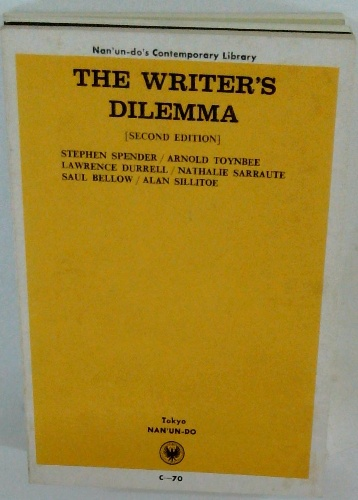 Nan'un-do's Contemporary Library
THE WRITER'S
DILEMMA
[SECOND EDITION]
STEPHEN SPENDER / ARNOLD TOYNBEE
LAWRENCE DURRELL / NATHALIE SARRAUTE
SAUL BELLOW / ALAN SILLITOE
Tokyo
NAN'UN-DO
C—70